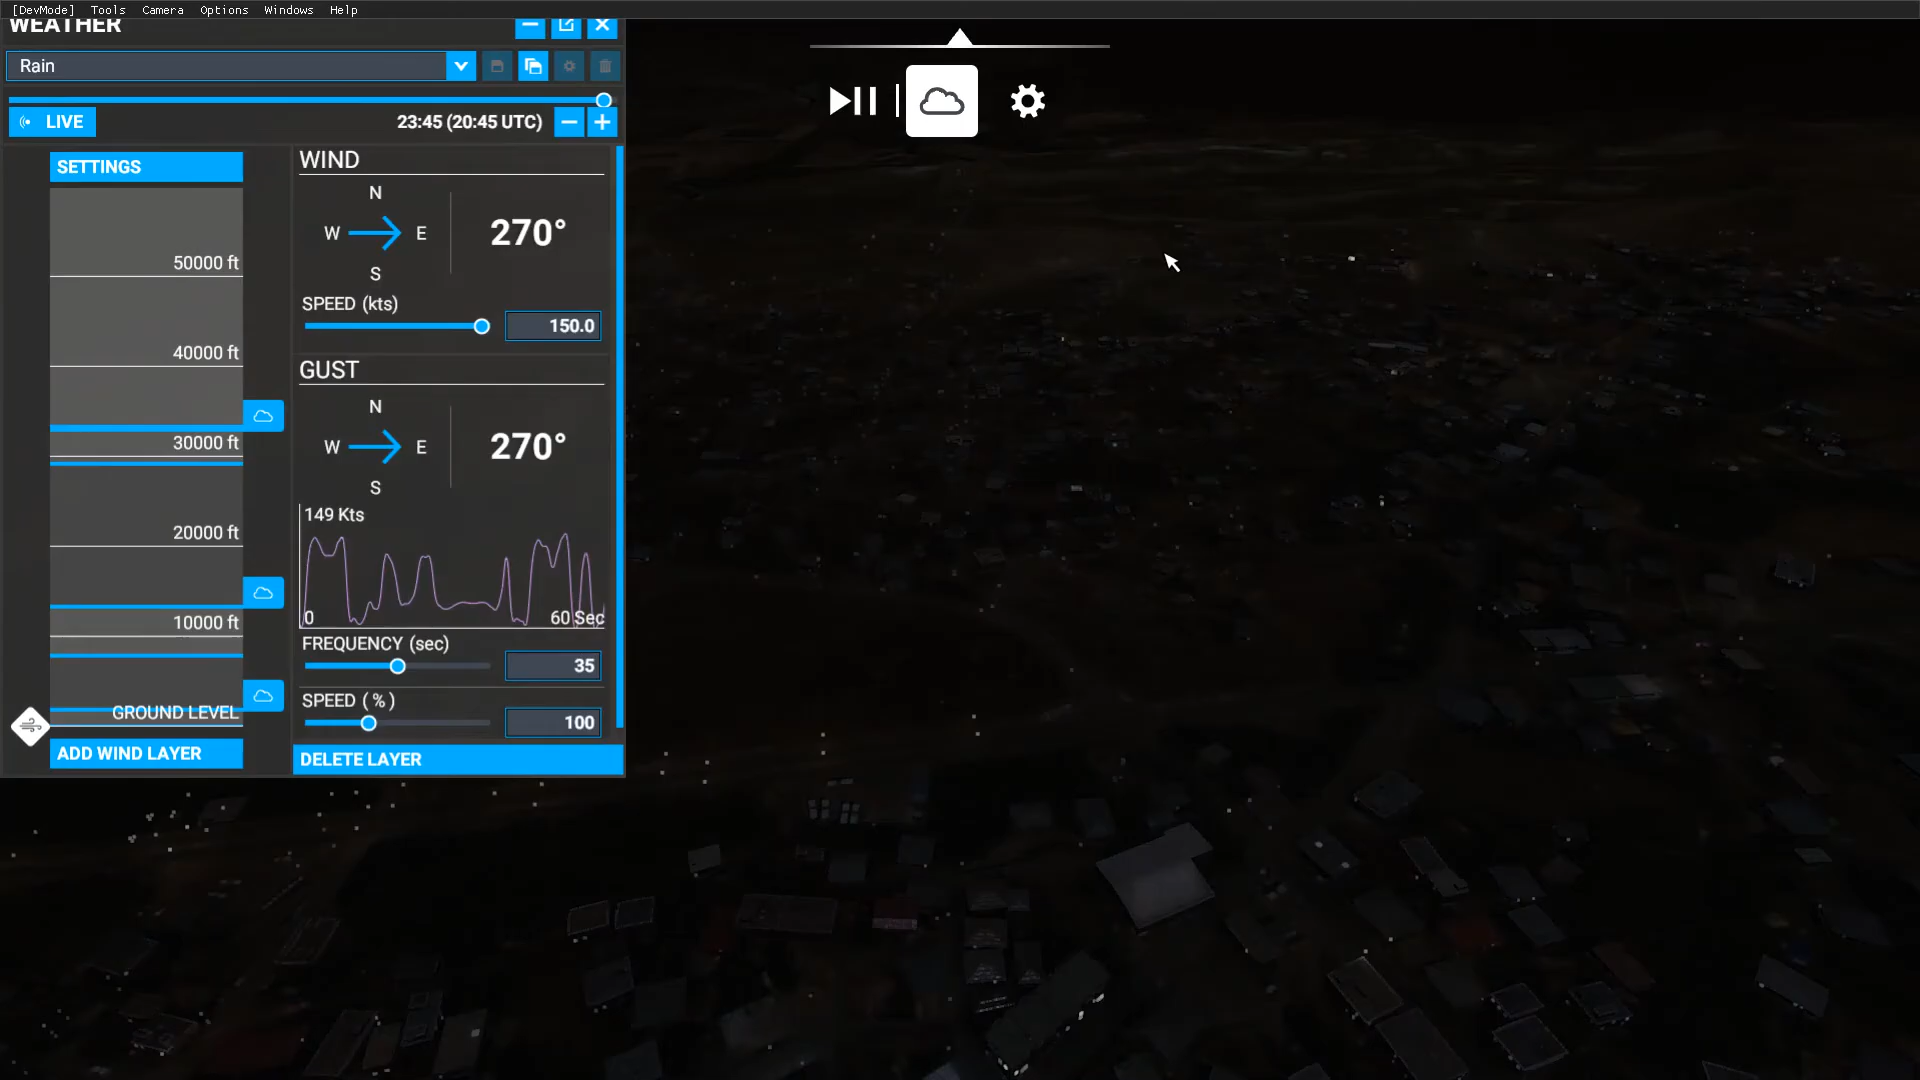 [DevMode] Tools Camera Options Windows Help
WEATHER
Rain
LIVE
23:45 (20:45 UTC)
SETTINGS
50000 ft
40000 ft
30000 ft
20000 ft
10000 ft
GROUND LEVEL
ADD WIND LAYER
WIND
N
W E
S
270°
SPEED (kts)
150.0
GUST
N
W E
S
270°
149 Kts
0 60 Sec
FREQUENCY (sec)
35
SPEED (%)
100
DELETE LAYER